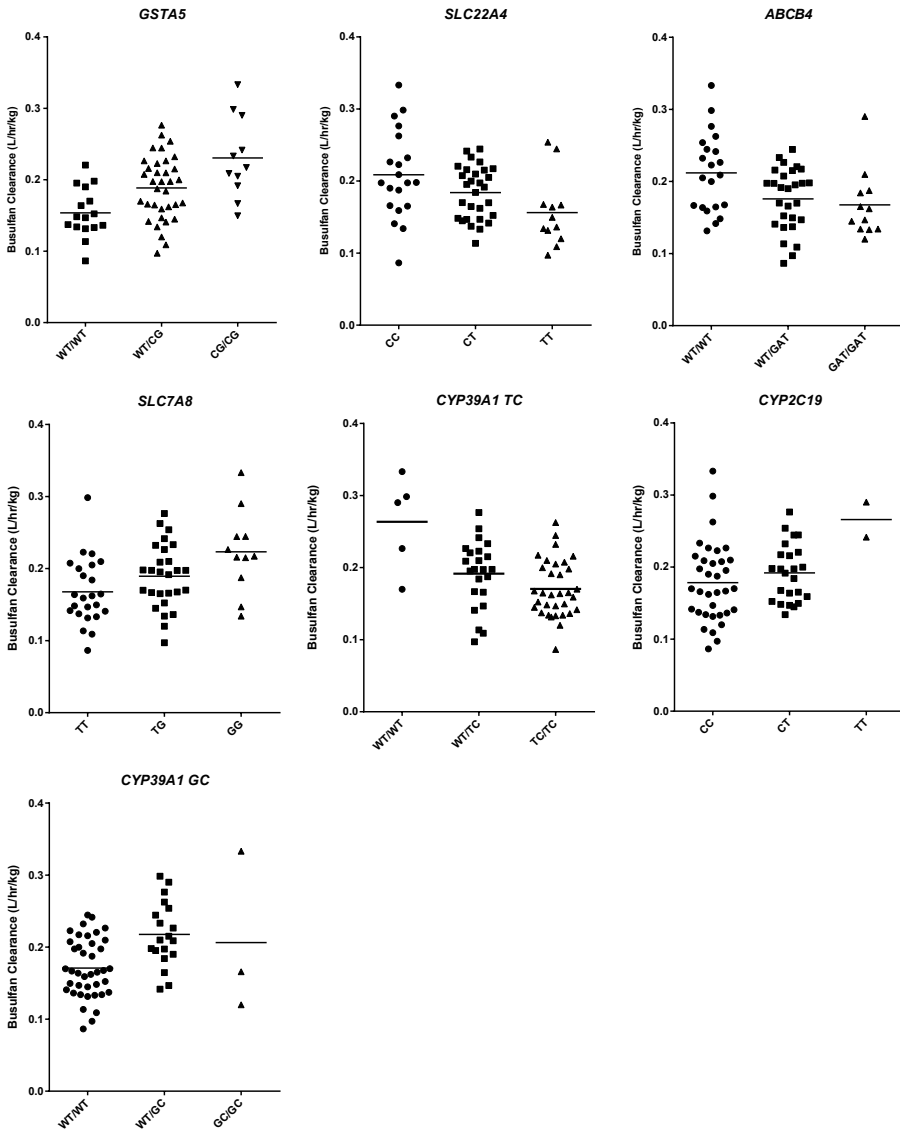 GSTA5
SLC22A4
ABCB4
Busulfan Clearance (L/hr/kg)
0.4
0.3
0.2
0.1
0.0
WT/WT
WT/CG
CG/CG
Busulfan Clearance (L/hr/kg)
0.4
0.3
0.2
0.1
0.0
CC
CT
TT
Busulfan Clearance (L/hr/kg)
0.4
0.3
0.2
0.1
0.0
WT/WT
WT/GAT
GAT/GAT
SLC7A8
CYP39A1 TC
CYP2C19
Busulfan Clearance (L/hr/kg)
0.4
0.3
0.2
0.1
0.0
TT
TG
GG
Busulfan Clearance (L/hr/kg)
0.4
0.3
0.2
0.1
0.0
WT/WT
WT/TC
TC/TC
Busulfan Clearance (L/hr/kg)
0.4
0.3
0.2
0.1
0.0
CC
CT
TT
CYP39A1 GC
Busulfan Clearance (L/hr/kg)
0.4
0.3
0.2
0.1
0.0
WT/WT
WT/GC
GC/GC